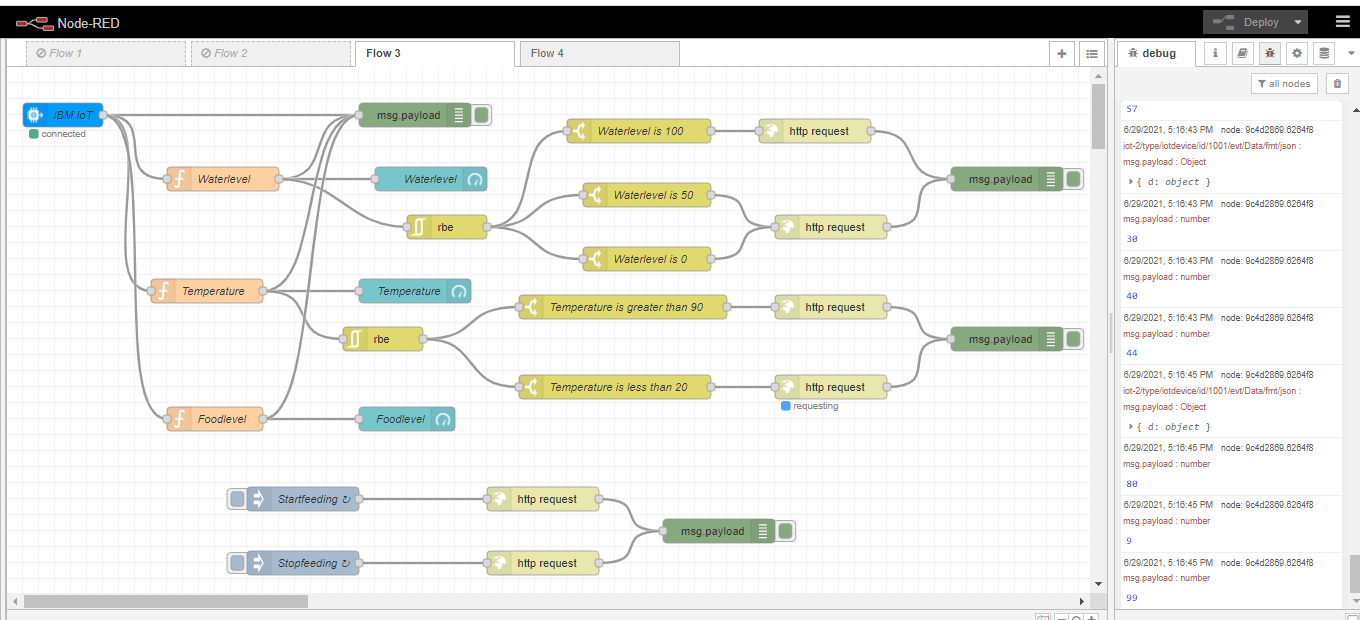 Node-RED
Deploy
Flow 1
Flow 2
Flow 3
Flow 4
debug
all nodes
IBM IoT
connected
msg.payload
Waterlevel
Waterlevel
rbe
Waterlevel is 100
http request
Waterlevel is 50
http request
Waterlevel is 0
msg.payload
Temperature
Temperature
rbe
Temperature is greater than 90
http request
Temperature is less than 20
http request
requesting
msg.payload
Foodlevel
Foodlevel
Startfeeding ↻
http request
msg.payload
Stopfeeding ↻
http request
57
6/29/2021, 5:16:43 PM node: 9c4d2869.6264f8
iot-2/type/iotdevice/id/1001/evt/Data/fmt/json :
msg.payload : Object
{ d: object }
6/29/2021, 5:16:43 PM node: 9c4d2869.6264f8
msg.payload : number
30
6/29/2021, 5:16:43 PM node: 9c4d2869.6264f8
msg.payload : number
40
6/29/2021, 5:16:43 PM node: 9c4d2869.6264f8
msg.payload : number
44
6/29/2021, 5:16:45 PM node: 9c4d2869.6264f8
iot-2/type/iotdevice/id/1001/evt/Data/fmt/json :
msg.payload : Object
{ d: object }
6/29/2021, 5:16:45 PM node: 9c4d2869.6264f8
msg.payload : number
80
6/29/2021, 5:16:45 PM node: 9c4d2869.6264f8
msg.payload : number
9
6/29/2021, 5:16:45 PM node: 9c4d2869.6264f8
msg.payload : number
99